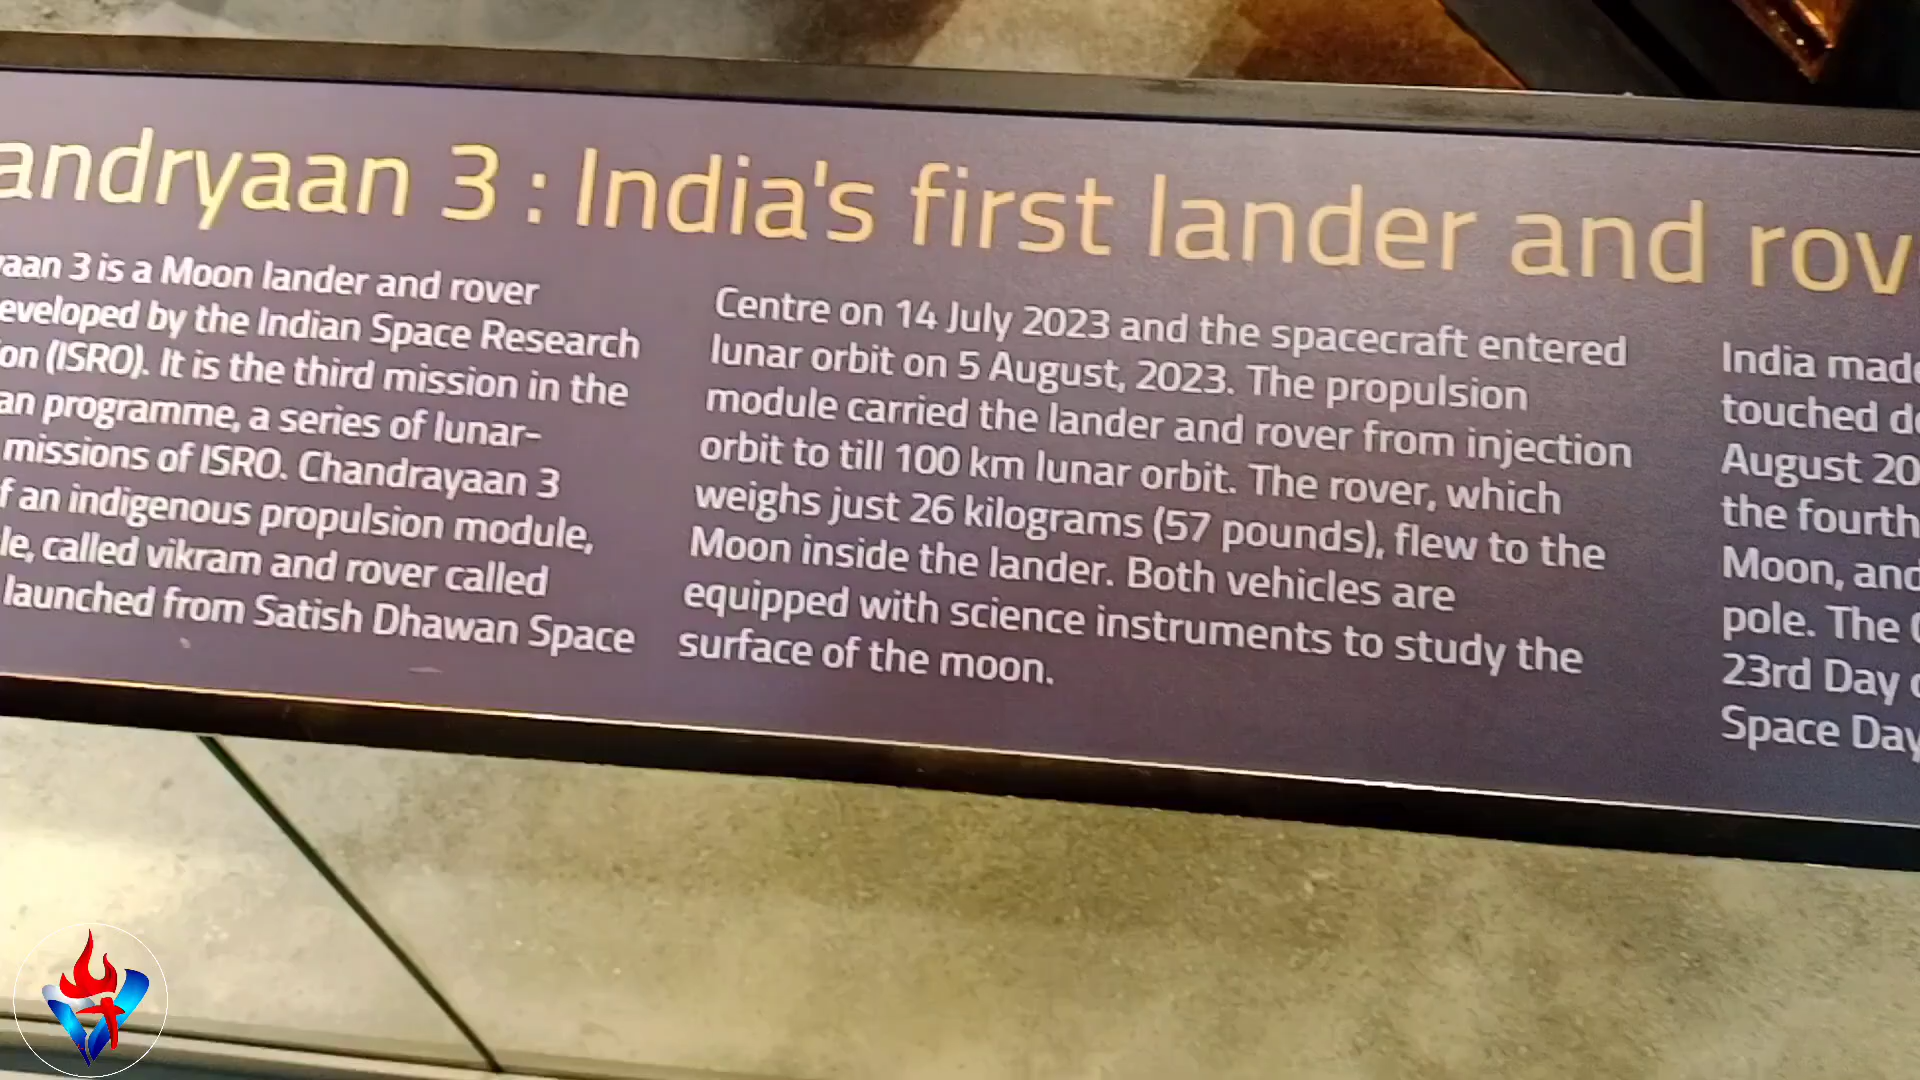 andryaan 3 : India's first lander and rov
aan 3 is a Moon lander and rover
eveloped by the Indian Space Research
on (ISRO). It is the third mission in the
an programme, a series of lunar-
missions of ISRO. Chandrayaan 3
f an indigenous propulsion module,
le, called vikram and rover called
launched from Satish Dhawan Space
Centre on 14 July 2023 and the spacecraft entered
lunar orbit on 5 August, 2023. The propulsion
module carried the lander and rover from injection
orbit to till 100 km lunar orbit. The rover, which
weighs just 26 kilograms (57 pounds), flew to the
Moon inside the lander. Both vehicles are
equipped with science instruments to study the
surface of the moon.
India made
touched d
August 20
the fourth
Moon, and
pole. The
23rd Day
Space Day